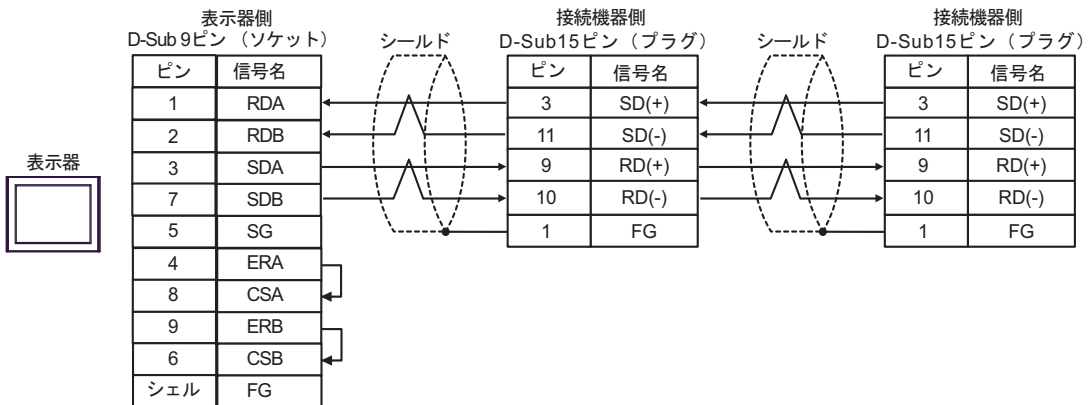 表示器側 接続機器側 接続機器側
D-Sub 9ピン （ソケット） シールド D-Sub15ピン（プラグ） シールド D-Sub15ピン（プラグ）
ピン 信号名 ピン 信号名 ピン 信号名
1 RDA 3 SD(+) 3 SD(+)
2 RDB 11 SD(-) 11 SD(-)
表示器 3 SDA 9 RD(+) 9 RD(+)
7 SDB 10 RD(-) 10 RD(-)
5 SG 1 FG 1 FG
4 ERA
8 CSA
9 ERB
6 CSB
シェル FG